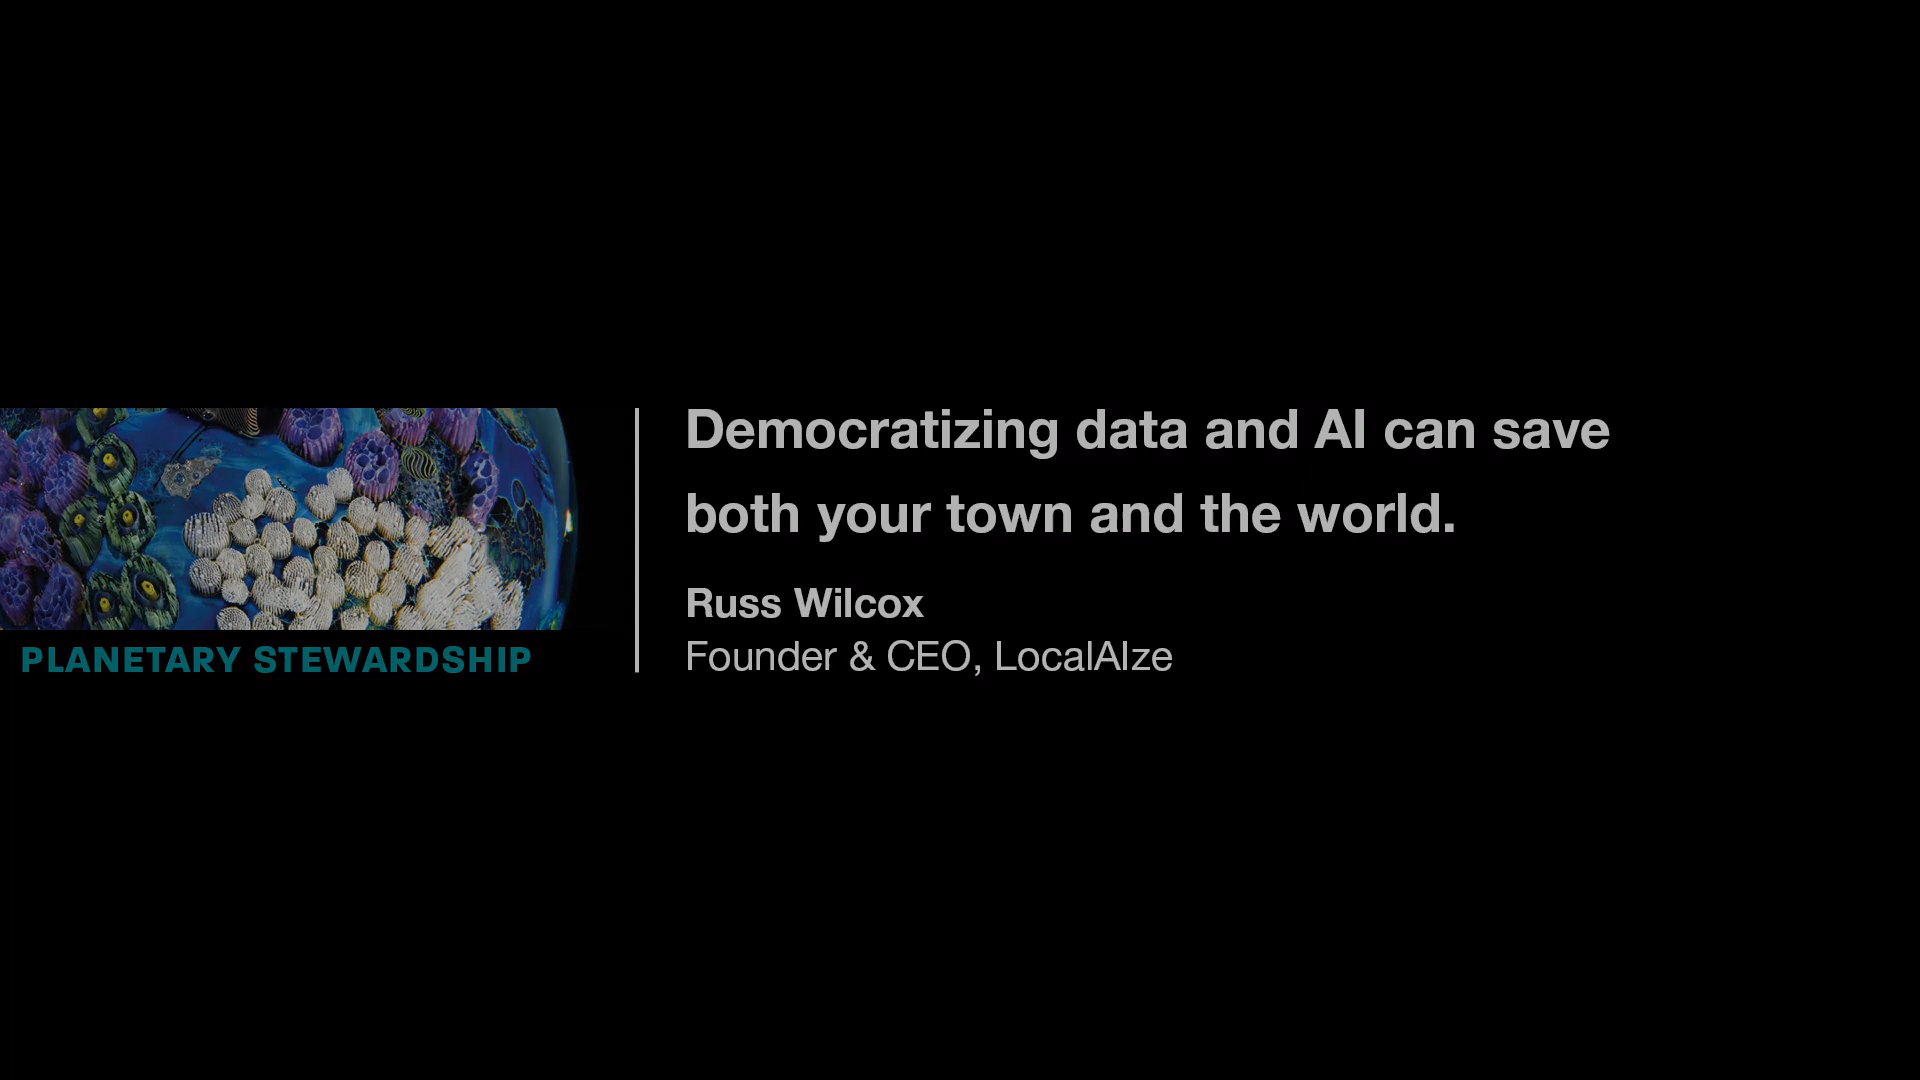 Democratizing data and AI can save
both your town and the world.
Russ Wilcox
Founder & CEO, LocalAIze
PLANETARY STEWARDSHIP